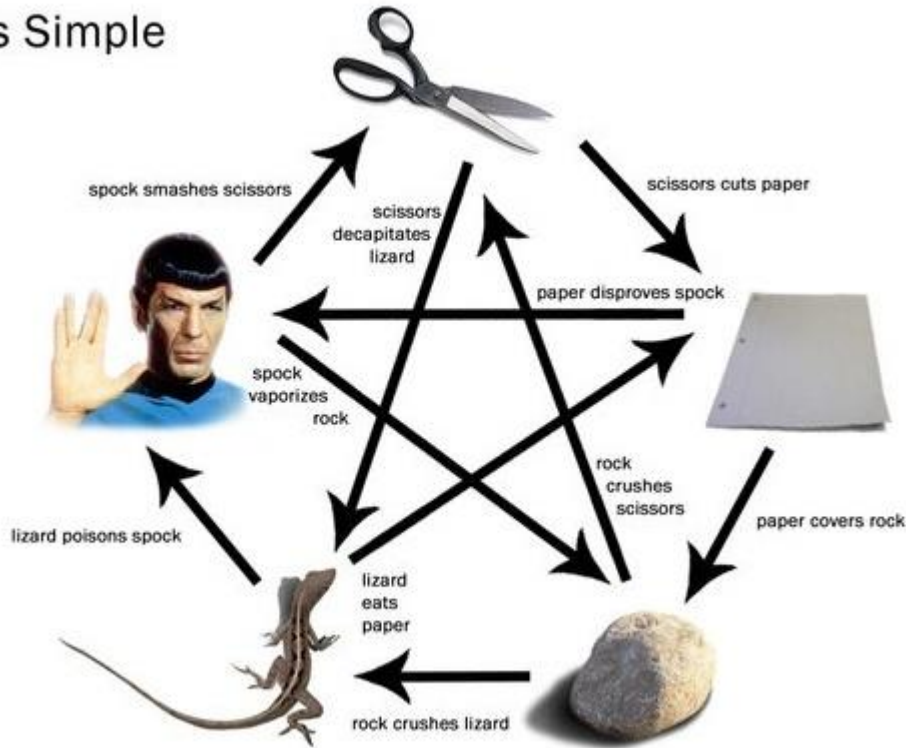 s Simple
spock smashes scissors
scissors cuts paper
scissors
decapitates
lizard
paper disproves spock
spock
vaporizes
rock
rock
crushes
scissors
lizard poisons spock
paper covers rock
lizard
eats
paper
rock crushes lizard